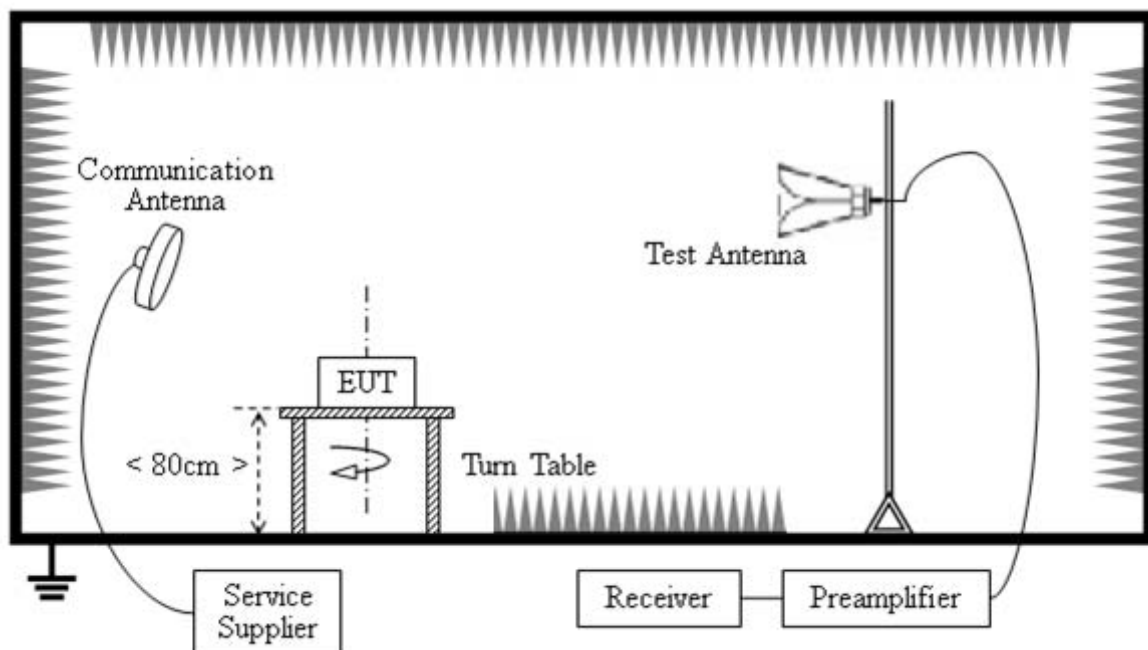 Communication
Antenna
Test Antenna
EUT
< 80cm >
Turn Table
Service
Supplier
Receiver
Preamplifier